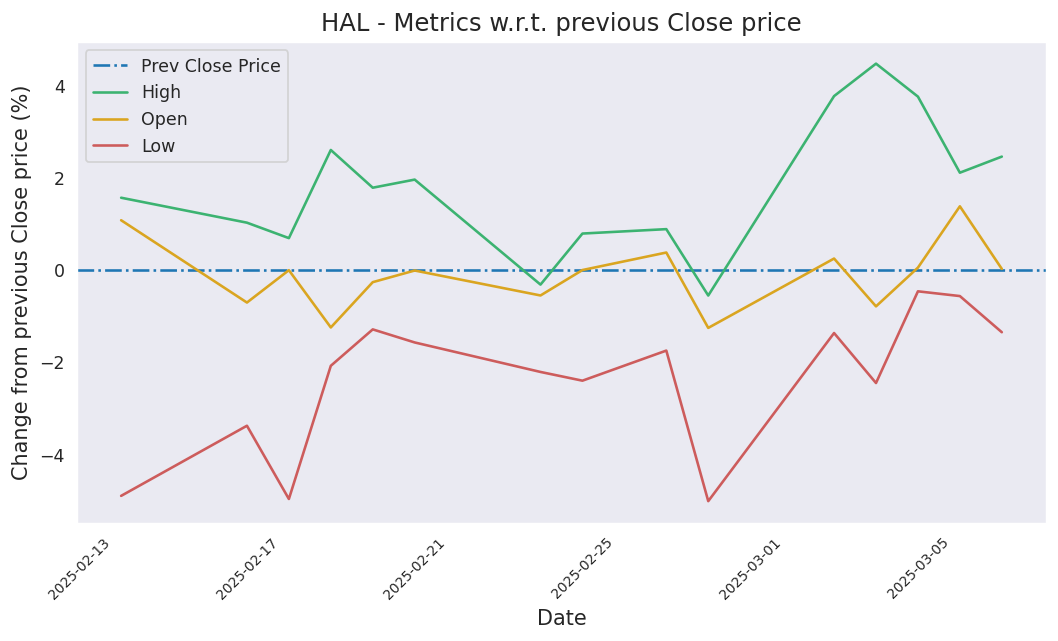 HAL - Metrics w.r.t. previous Close price
Prev Close Price
High
Open
Low
Change from previous Close price (%)
4
2
0
−2
−4
2025-02-13
2025-02-17
2025-02-21
2025-02-25
2025-03-01
2025-03-05
Date